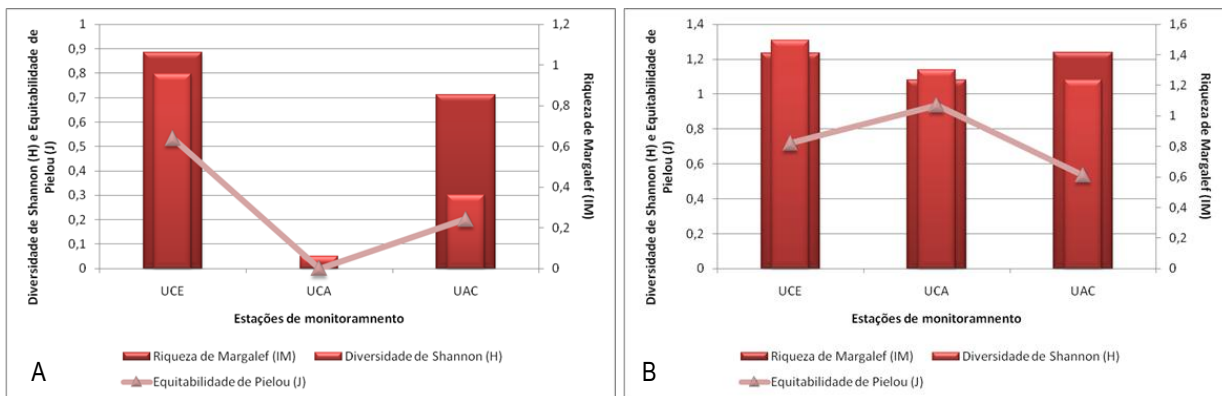 Diversidade de Shannon (H) e Equitabilidade de Pielou (J)
1
0,9
0,8
0,7
0,6
0,5
0,4
0,3
0,2
0,1
0
1,2
1
0,8
0,6
0,4
0,2
0
Riqueza de Margalef (IM)
UCE UCA UAC
Estações de monitoramnento
Riqueza de Margalef (IM) Diversidade de Shannon (H)
Equitabilidade de Pielou (J)
A
Diversidade de Shannon (H) e Equitabilidade de Pielou (J)
1,4
1,2
1
0,8
0,6
0,4
0,2
0
1,6
1,4
1,2
1
0,8
0,6
0,4
0,2
0
Riqueza de Margalef (IM)
UCE UCA UAC
Estações de monitoramnento
Riqueza de Margalef (IM) Diversidade de Shannon (H)
Equitabilidade de Pielou (J)
B